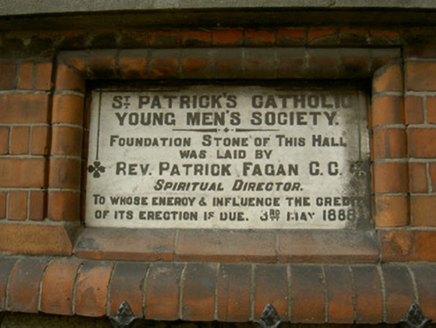 ST PATRICK'S CATHOLIC
YOUNG MEN'S SOCIETY.
FOUNDATION STONE OF THIS HALL
WAS LAID BY
REV. PATRICK FAGAN C.C.
SPIRITUAL DIRECTOR.
TO WHOSE ENERGY & INFLUENCE THE CREDIT
OF ITS ERECTION IS DUE. 3RD MAY 1888